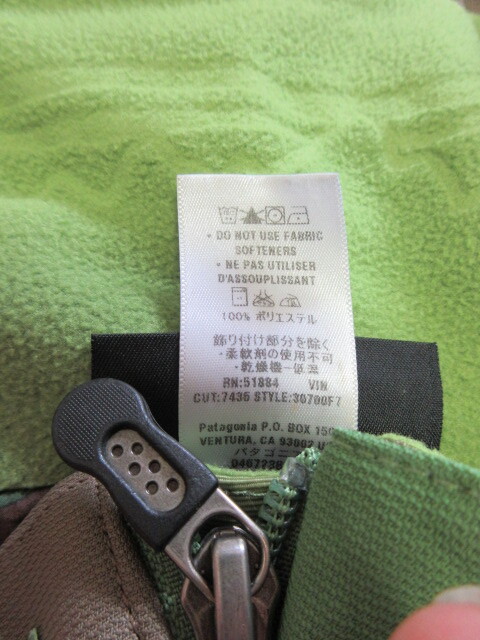 • DO NOT USE FABRIC
SOFTENERS
• NE PAS UTILISER
D'ASSOUPLISSANT
100% ポリエステル
飾り付け部分を除く
・柔軟剤の使用不可
・乾燥機－低温
RN:51884 VIN
CUT:7436 STYLE:30700F7
Patagonia P.O. BOX 150
VENTURA, CA 93002
パタゴニ